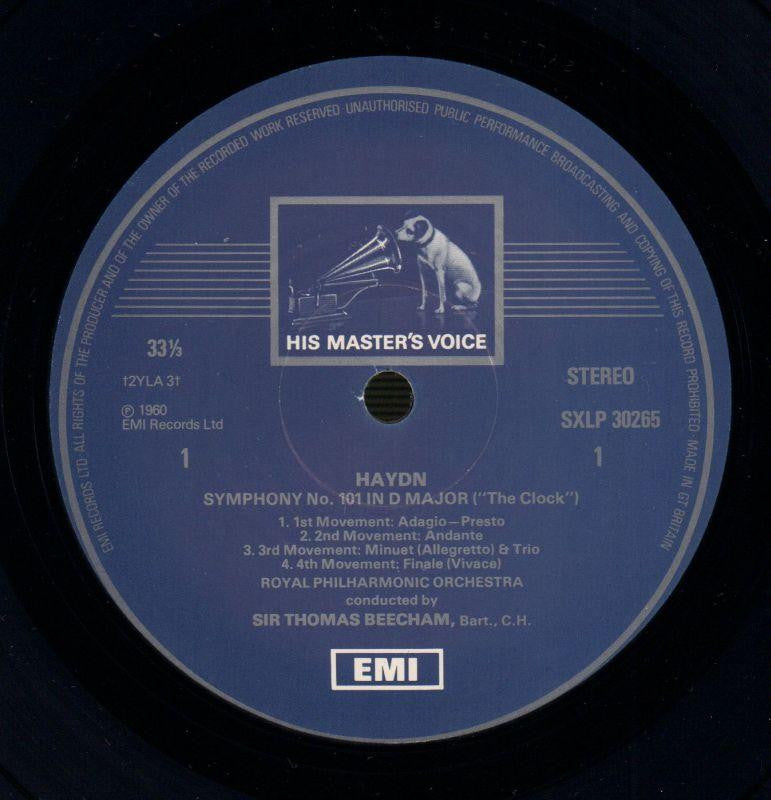 EMI RECORDS LTD·ALL RIGHTS OF THE PRODUCER AND OF THE OWNER OF THE RECORDED WORK RESERVED·UNAUTHORISED PUBLIC PERFORMANCE BROADCASTING AND COPYING OF THIS RECORD PROHIBITED·MADE IN GT BRITAIN
HIS MASTER'S VOICE
33⅓
STEREO
†2YLA 3†
℗ 1960
EMI Records Ltd
SXLP 30265
1
1
HAYDN
SYMPHONY No. 101 IN D MAJOR ("The Clock")
1. 1st Movement: Adagio—Presto
2. 2nd Movement: Andante
3. 3rd Movement: Minuet (Allegretto) & Trio
4. 4th Movement: Finale (Vivace)
ROYAL PHILHARMONIC ORCHESTRA
conducted by
SIR THOMAS BEECHAM, Bart., C.H.
EMI